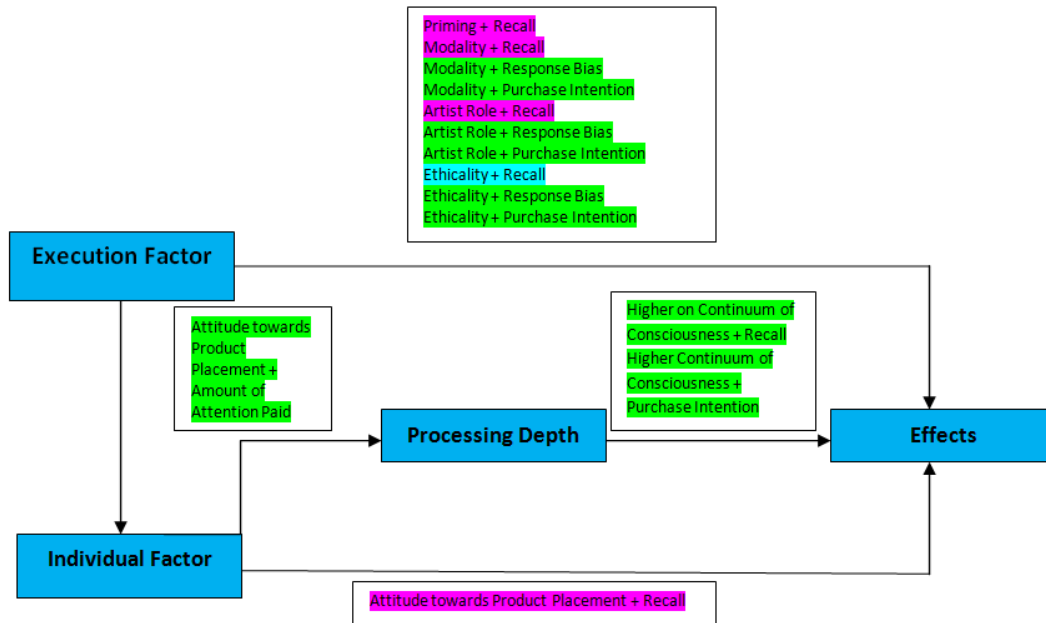 Priming + Recall
Modality + Recall
Modality + Response Bias
Modality + Purchase Intention
Artist Role + Recall
Artist Role + Response Bias
Artist Role + Purchase Intention
Ethicality + Recall
Ethicality + Response Bias
Ethicality + Purchase Intention
Execution Factor
Attitude towards
Product
Placement +
Amount of
Attention Paid
Higher on Continuum of
Consciousness + Recall
Higher Continuum of
Consciousness +
Purchase Intention
Processing Depth
Effects
Individual Factor
Attitude towards Product Placement + Recall